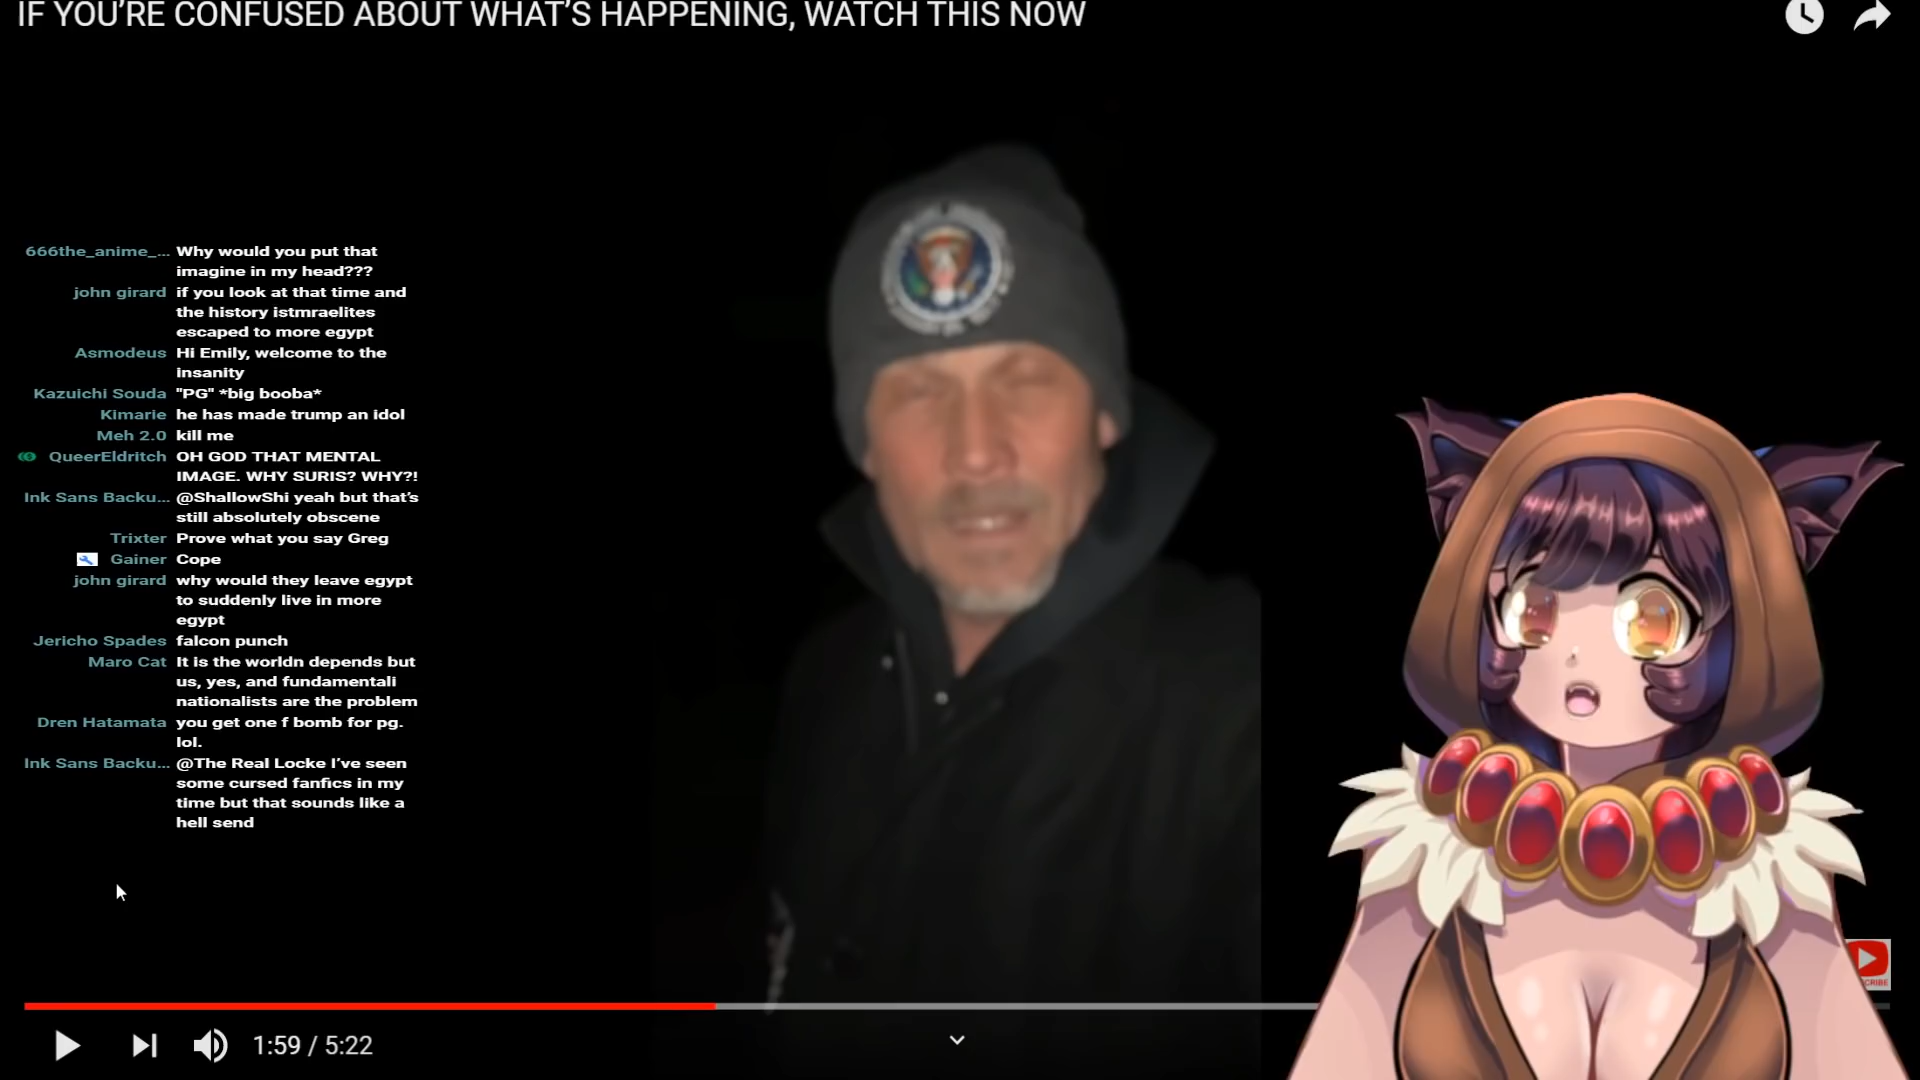 IF YOU'RE CONFUSED ABOUT WHAT'S HAPPENING, WATCH THIS NOW
666the_anime_... Why would you put that
imagine in my head???
john girard if you look at that time and
the history istmraelites
escaped to more egypt
Asmodeus Hi Emily, welcome to the
insanity
Kazuichi Souda "PG" *big booba*
Kimarie he has made trump an idol
Meh 2.0 kill me
QueerEldritch OH GOD THAT MENTAL
IMAGE. WHY SURIS? WHY?!
Ink Sans Backu... @ShallowShi yeah but that's
still absolutely obscene
Trixter Prove what you say Greg
Gainer Cope
john girard why would they leave egypt
to suddenly live in more
egypt
Jericho Spades falcon punch
Maro Cat It is the worldn depends but
us, yes, and fundamentali
nationalists are the problem
Dren Hatamata you get one f bomb for pg.
lol.
Ink Sans Backu... @The Real Locke I've seen
some cursed fanfics in my
time but that sounds like a
hell send
CRIBE
1:59 / 5:22